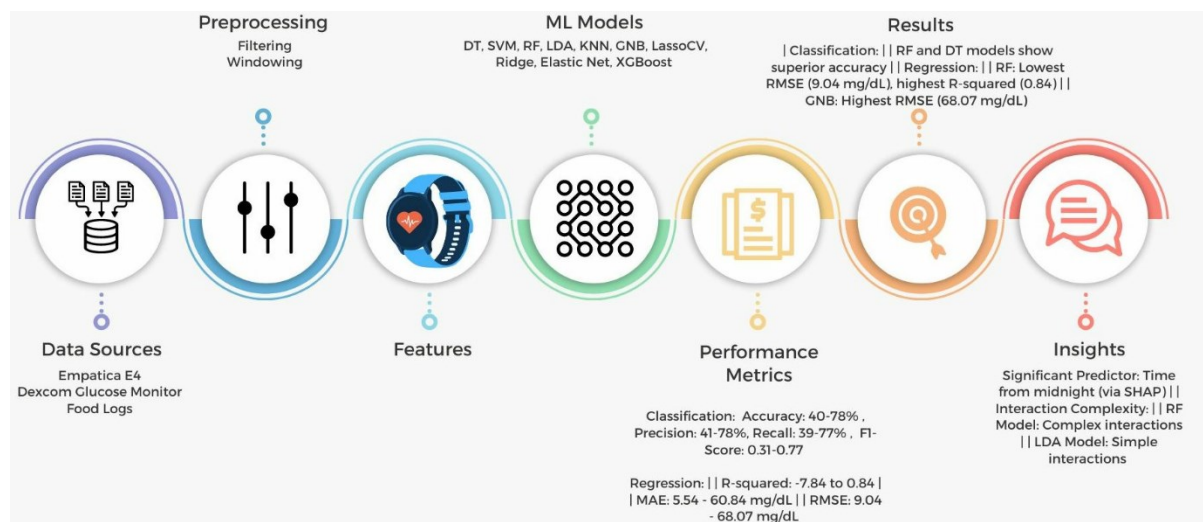 Preprocessing
Filtering
Windowing
ML Models
DT, SVM, RF, LDA, KNN, GNB, LassoCV,
Ridge, Elastic Net, XGBoost
Results
| Classification: | | RF and DT models show
superior accuracy | | Regression: | | RF: Lowest
RMSE (9.04 mg/dL), highest R-squared (0.84) | |
GNB: Highest RMSE (68.07 mg/dL)
$
Data Sources
Empatica E4
Dexcom Glucose Monitor
Food Logs
Features
Performance
Metrics
Classification: Accuracy: 40-78% ,
Precision: 41-78%, Recall: 39-77% , F1-
Score: 0.31-0.77
Regression: | | R-squared: -7.84 to 0.84 |
| MAE: 5.54 - 60.84 mg/dL | | RMSE: 9.04
- 68.07 mg/dL
Insights
Significant Predictor: Time
from midnight (via SHAP) | |
Interaction Complexity: | | RF
Model: Complex interactions
| | LDA Model: Simple
interactions